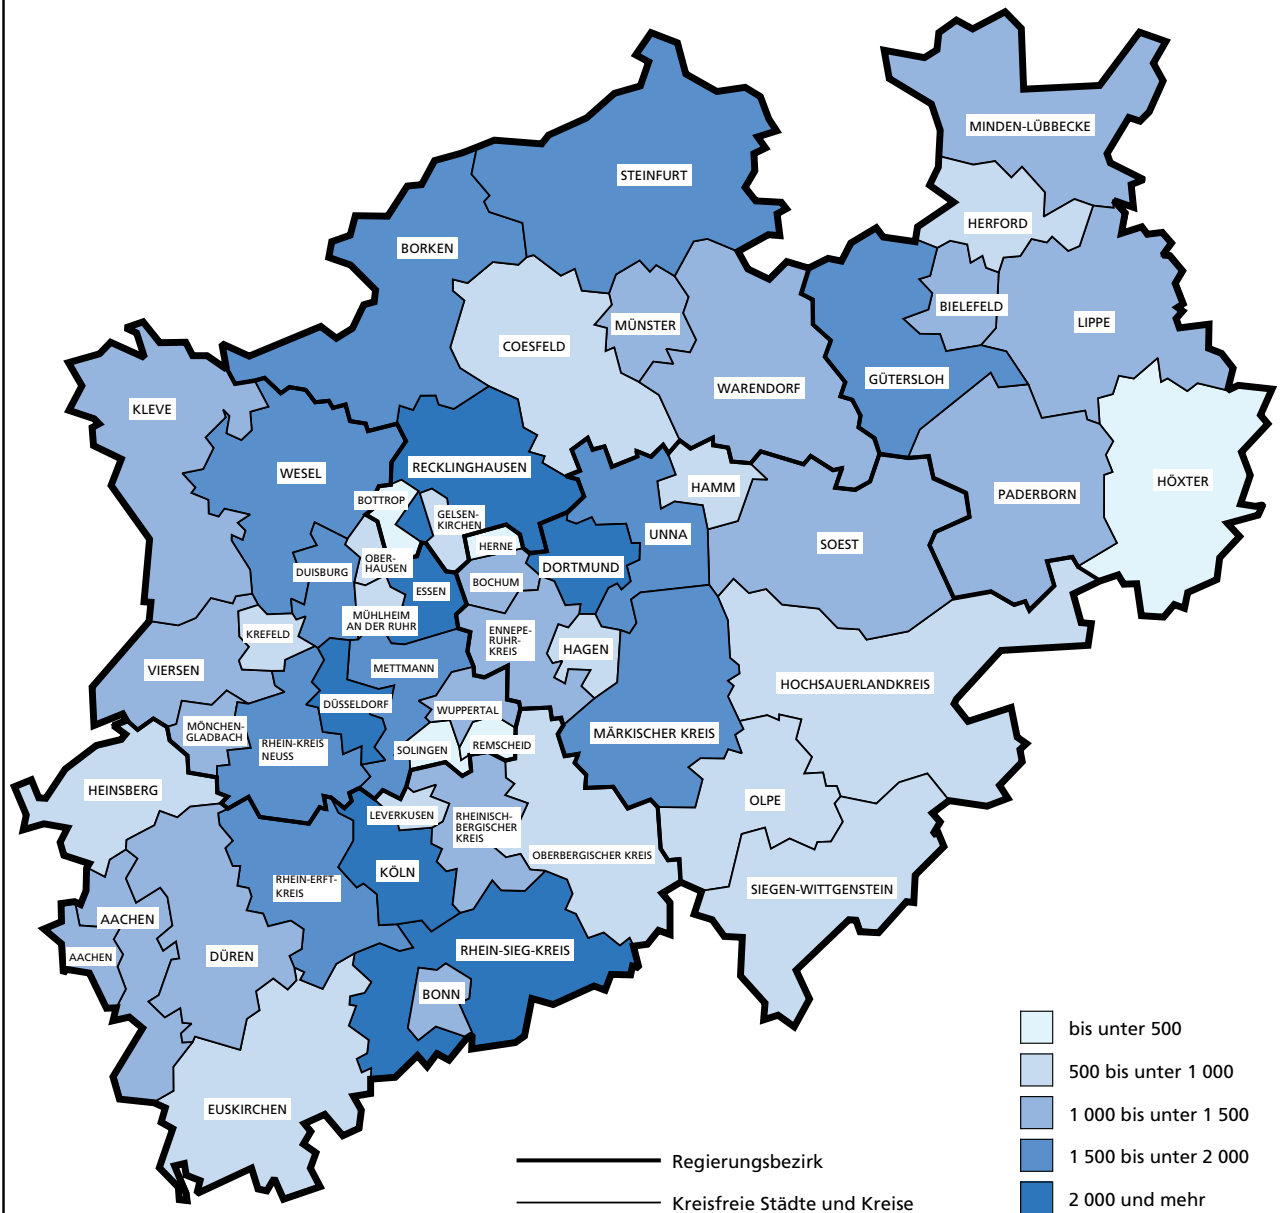 MINDEN-LÜBBECKE
STEINFURT
HERFORD
BORKEN
BIELEFELD
LIPPE
MÜNSTER
COESFELD
GÜTERSLOH
WARENDORF
KLEVE
RECKLINGHAUSEN
WESEL
HÖXTER
HAMM
PADERBORN
BOTTROP
GELSEN-
KIRCHEN
UNNA
SOEST
HERNE
OBER-
HAUSEN
DORTMUND
DUISBURG
BOCHUM
ESSEN
MÜHLHEIM
AN DER RUHR
KREFELD
ENNEPE-
RUHR-
KREIS
HAGEN
METTMANN
VIERSEN
HOCHSAUERLANDKREIS
DÜSSELDORF
WUPPERTAL
MÖNCHEN-
GLADBACH
MÄRKISCHER KREIS
RHEIN-KREIS
NEUSS
SOLINGEN
REMSCHEID
HEINSBERG
OLPE
LEVERKUSEN
RHEINISCH-
BERGISCHER
KREIS
OBERBERGISCHER KREIS
KÖLN
RHEIN-ERFT-
KREIS
SIEGEN-WITTGENSTEIN
AACHEN
RHEIN-SIEG-KREIS
AACHEN
DÜREN
BONN
EUSKIRCHEN
bis unter 500
500 bis unter 1 000
1 000 bis unter 1 500
1 500 bis unter 2 000
2 000 und mehr
Regierungsbezirk
Kreisfreie Städte und Kreise